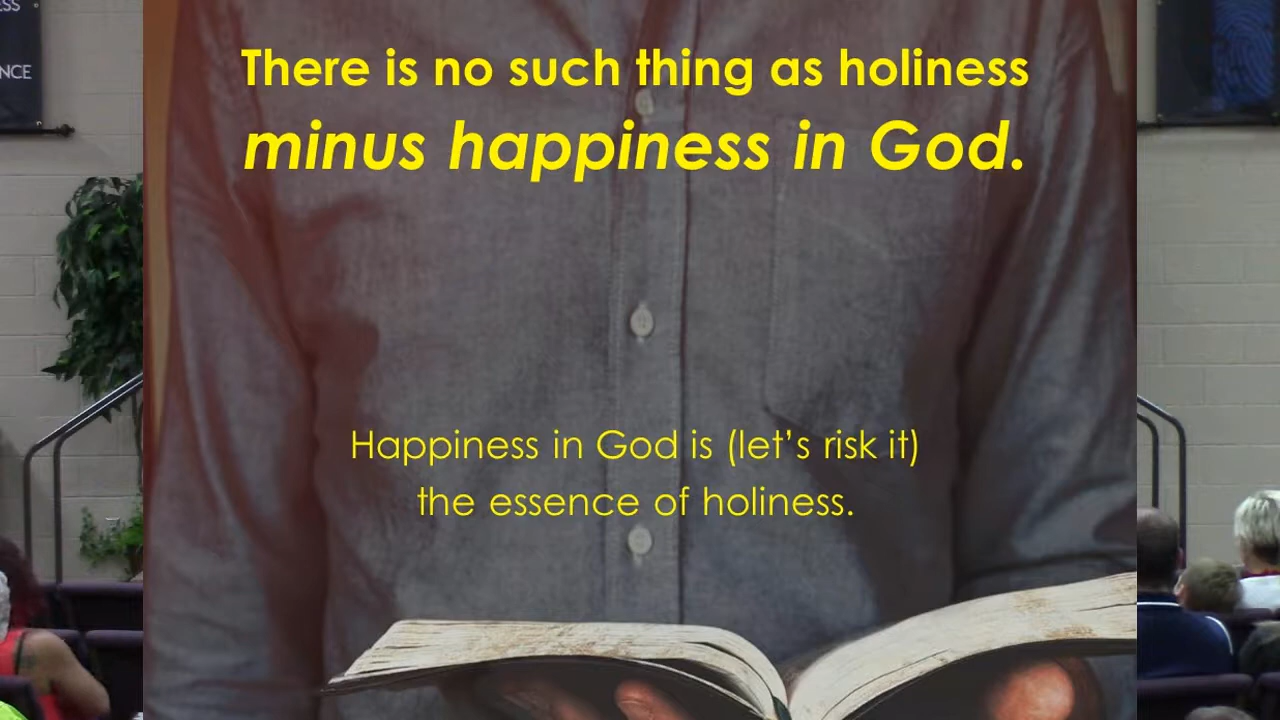 There is no such thing as holiness
minus happiness in God.
Happiness in God is (let’s risk it)
the essence of holiness.